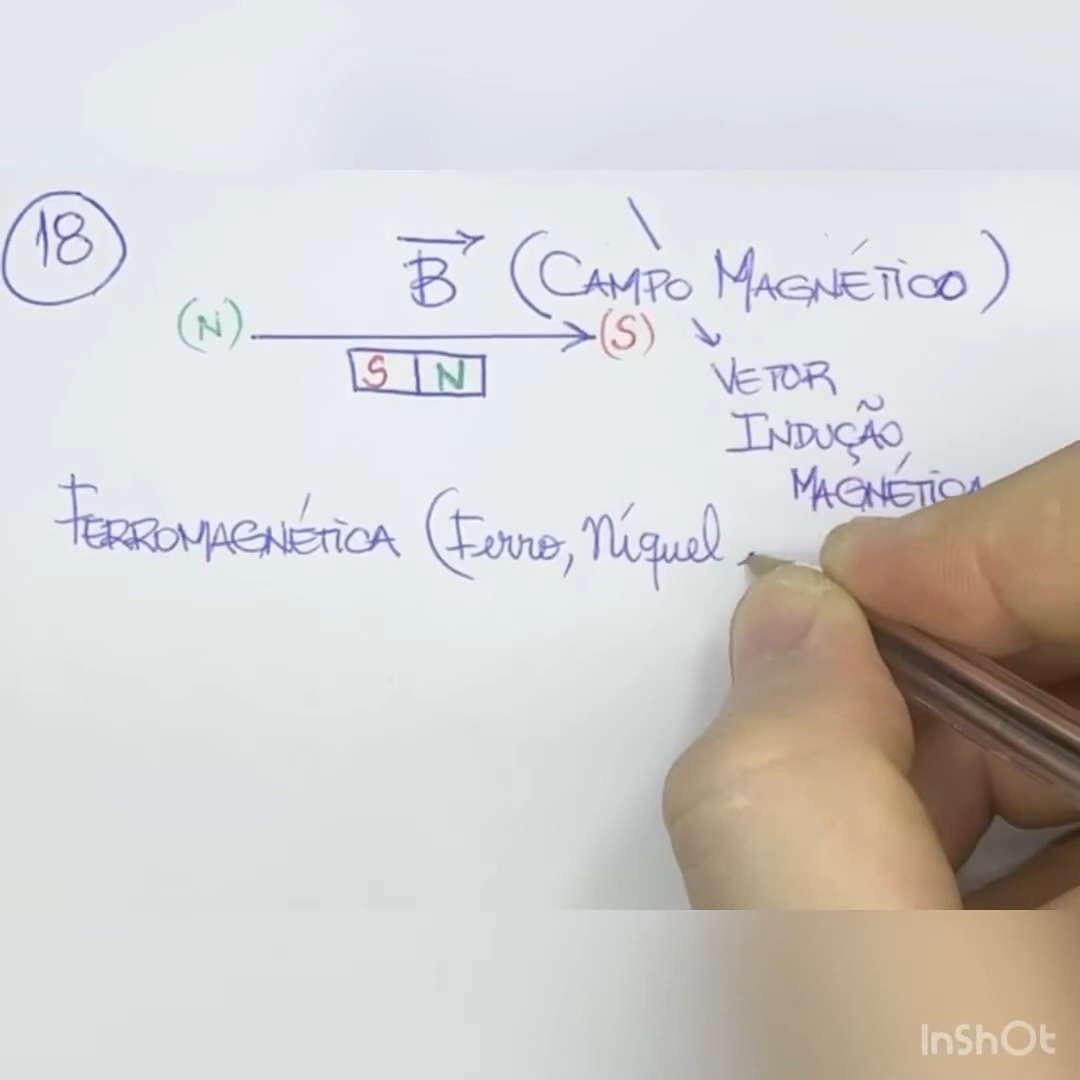 18
B (CAMPO MAGNÉTICO)
(N) (S)
S N
VETOR
INDUÇÃO
MAGNÉTICA
FERROMAGNÉTICA (Ferro, Níquel
InShOt